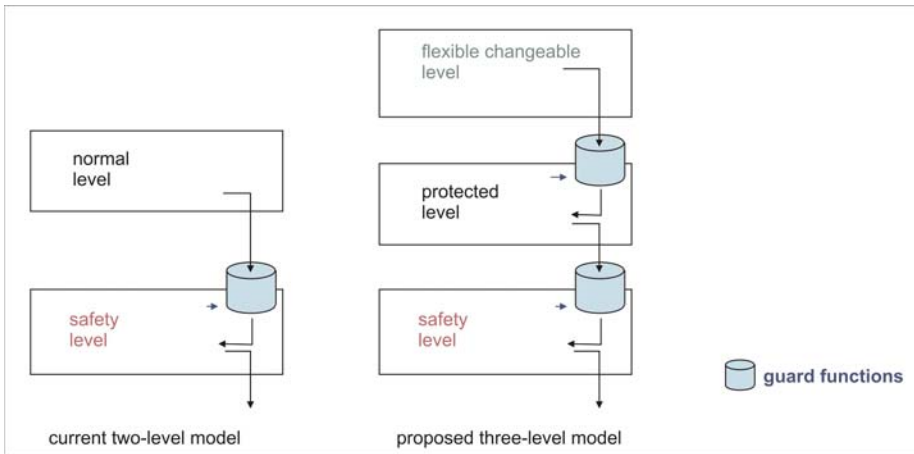 normal
level
safety
level
current two-level model
flexible changeable
level
protected
level
safety
level
proposed three-level model
guard functions